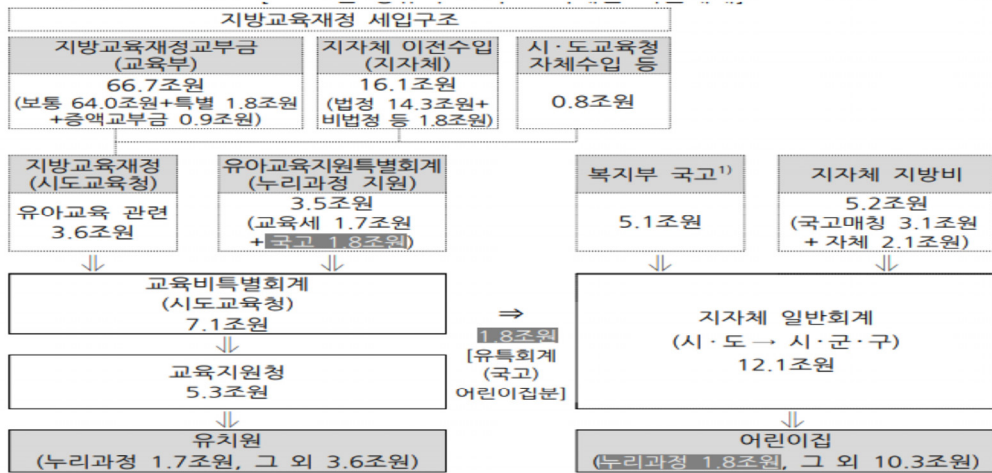 지방교육재정 세입구조
지방교육재정교부금
(교육부)
66.7조원
(보통 64.0조원+특별 1.8조원
+증액교부금 0.9조원)
지자체 이전수입
(지자체)
16.1조원
(법정 14.3조원+
비법정 등 1.8조원)
시·도교육청
자체수입 등
0.8조원
지방교육재정
(시도교육청)
유아교육 관련
3.6조원
유아교육지원특별회계
(누리과정 지원)
3.5조원
(교육세 1.7조원
+ 국고 1.8조원)
복지부 국고1)
5.1조원
지자체 지방비
5.2조원
(국고매칭 3.1조원
+ 자체 2.1조원)
⇓ ⇓ ⇓ ⇓
교육비특별회계
(시도교육청)
7.1조원
⇓
교육지원청
5.3조원
⇒
1.8조원
[유특회계
(국고)
어린이집분]
지자체 일반회계
(시·도 → 시·군·구)
12.1조원
⇓ ⇓
유치원
(누리과정 1.7조원, 그 외 3.6조원)
어린이집
(누리과정 1.8조원, 그 외 10.3조원)